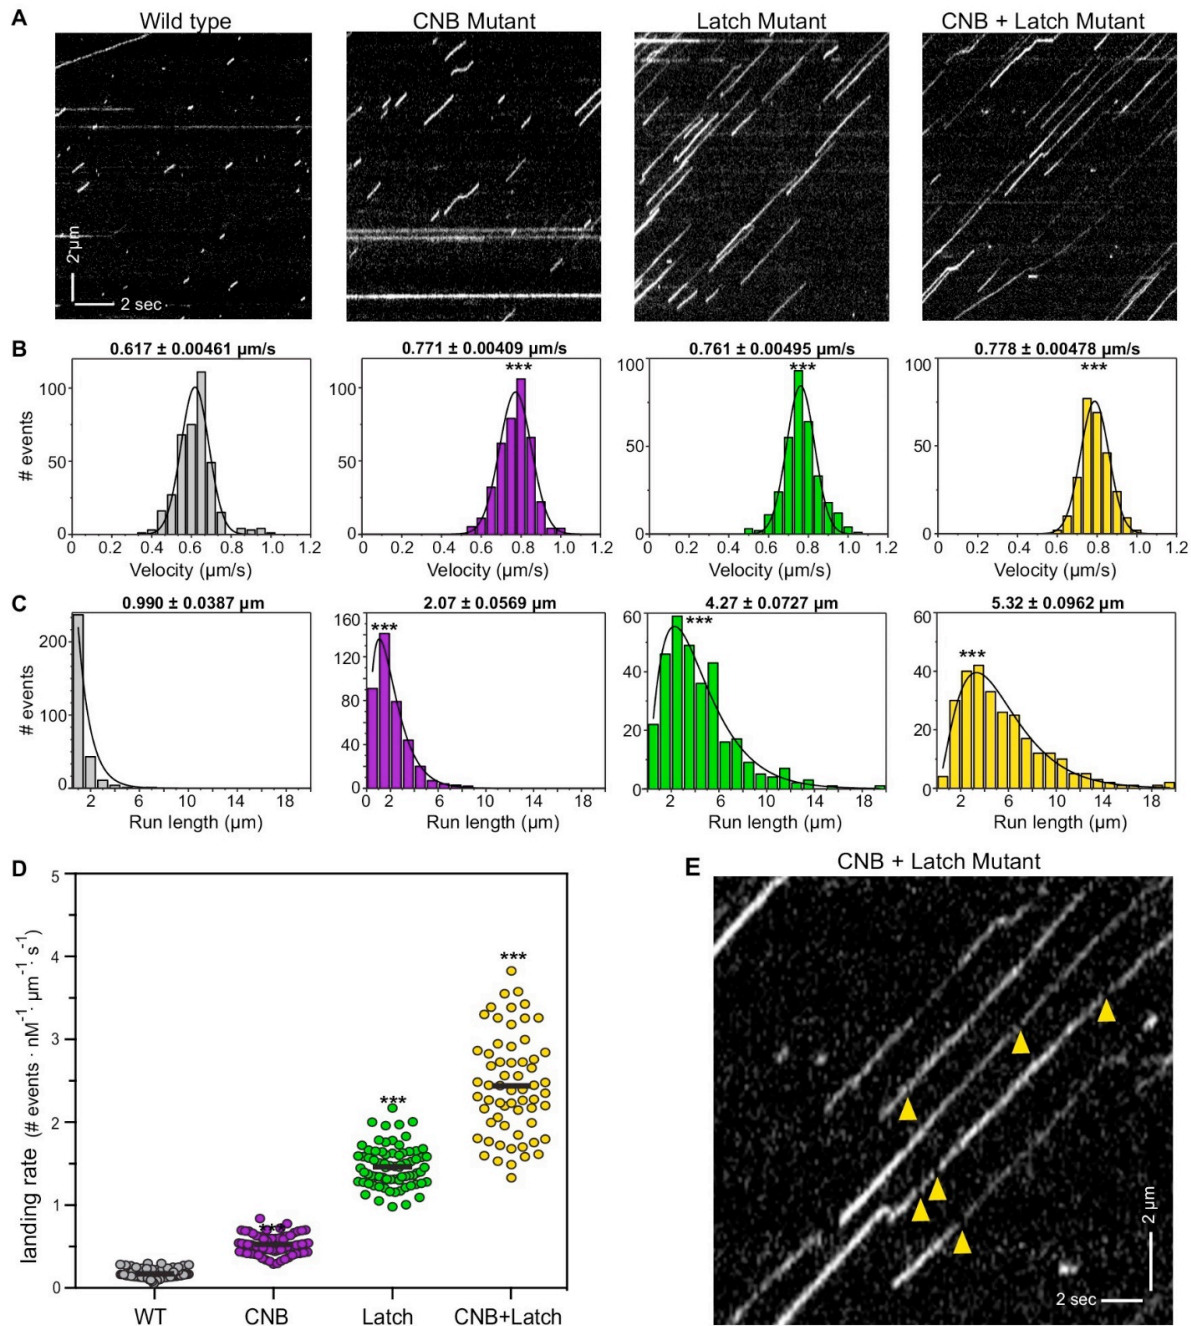 A
Wild type
CNB Mutant
Latch Mutant
CNB + Latch Mutant
2 µm
2 sec
B
0.617 ± 0.00461 µm/s
0.771 ± 0.00409 µm/s
0.761 ± 0.00495 µm/s
0.778 ± 0.00478 µm/s
***
***
***
# events
100
50
0
100
50
0
100
50
0
100
50
0
0 0.2 0.4 0.6 0.8 1.0 1.2
0 0.2 0.4 0.6 0.8 1.0 1.2
0 0.2 0.4 0.6 0.8 1.0 1.2
0 0.2 0.4 0.6 0.8 1.0 1.2
Velocity (µm/s)
Velocity (µm/s)
Velocity (µm/s)
Velocity (µm/s)
C
0.990 ± 0.0387 µm
2.07 ± 0.0569 µm
4.27 ± 0.0727 µm
5.32 ± 0.0962 µm
***
***
***
# events
200
100
0
160
120
80
40
0
60
40
20
0
60
40
20
0
2 6 10 14 18
0 2 6 10 14 18
2 6 10 14 18
2 6 10 14 18
Run length (µm)
Run length (µm)
Run length (µm)
Run length (µm)
D
landing rate (# events · nM⁻¹· µm⁻¹· s⁻¹)
5
4
3
2
1
0
***
***
***
WT
CNB
Latch
CNB+Latch
E
CNB + Latch Mutant
2 µm
2 sec